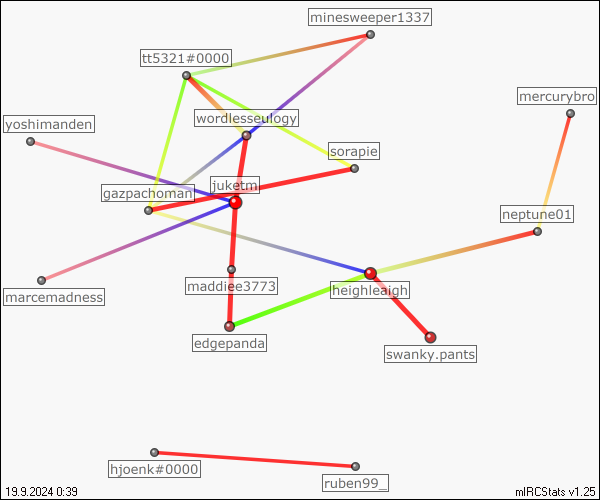 minesweeper1337
tt5321#0000
mercurybro
wordlesseulogy
yoshimanden
sorapie
juketm
gazpachoman
neptune01
maddiee3773
heighleaigh
marcemadness
edgepanda
swanky.pants
hjoenk#0000
ruben99_
19.9.2024 0:39
mIRCStats v1.25